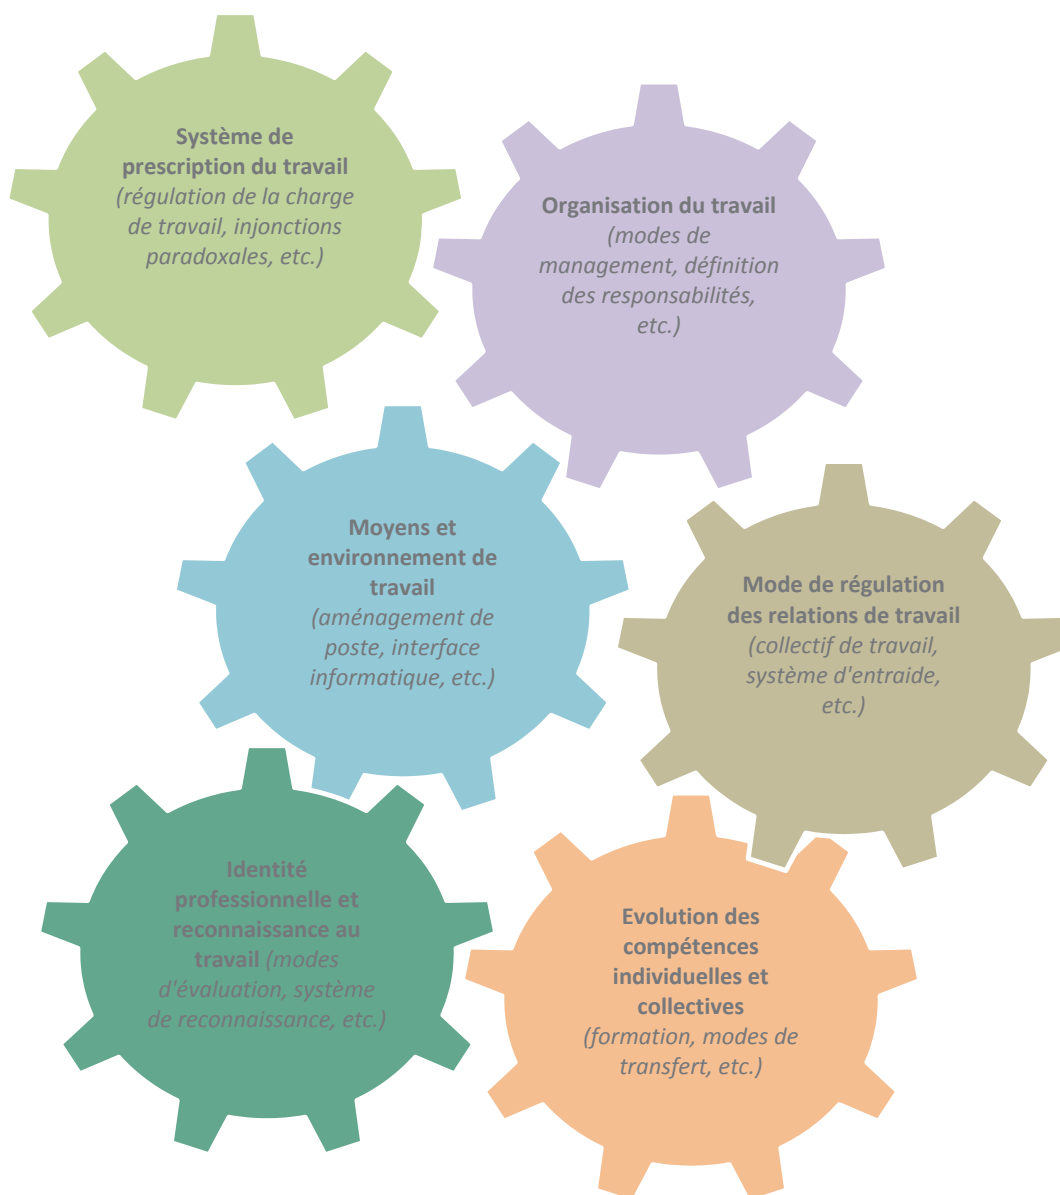 Système de
prescription du travail
(régulation de la charge
de travail, injonctions
paradoxales, etc.)
Organisation du travail
(modes de
management, définition
des responsabilités,
etc.)
Moyens et
environnement de
travail
(aménagement de
poste, interface
informatique, etc.)
Mode de régulation
des relations de travail
(collectif de travail,
système d'entraide,
etc.)
Identité
professionnelle et
reconnaissance au
travail (modes
d'évaluation, système
de reconnaissance, etc.)
Evolution des
compétences
individuelles et
collectives
(formation, modes de
transfert, etc.)